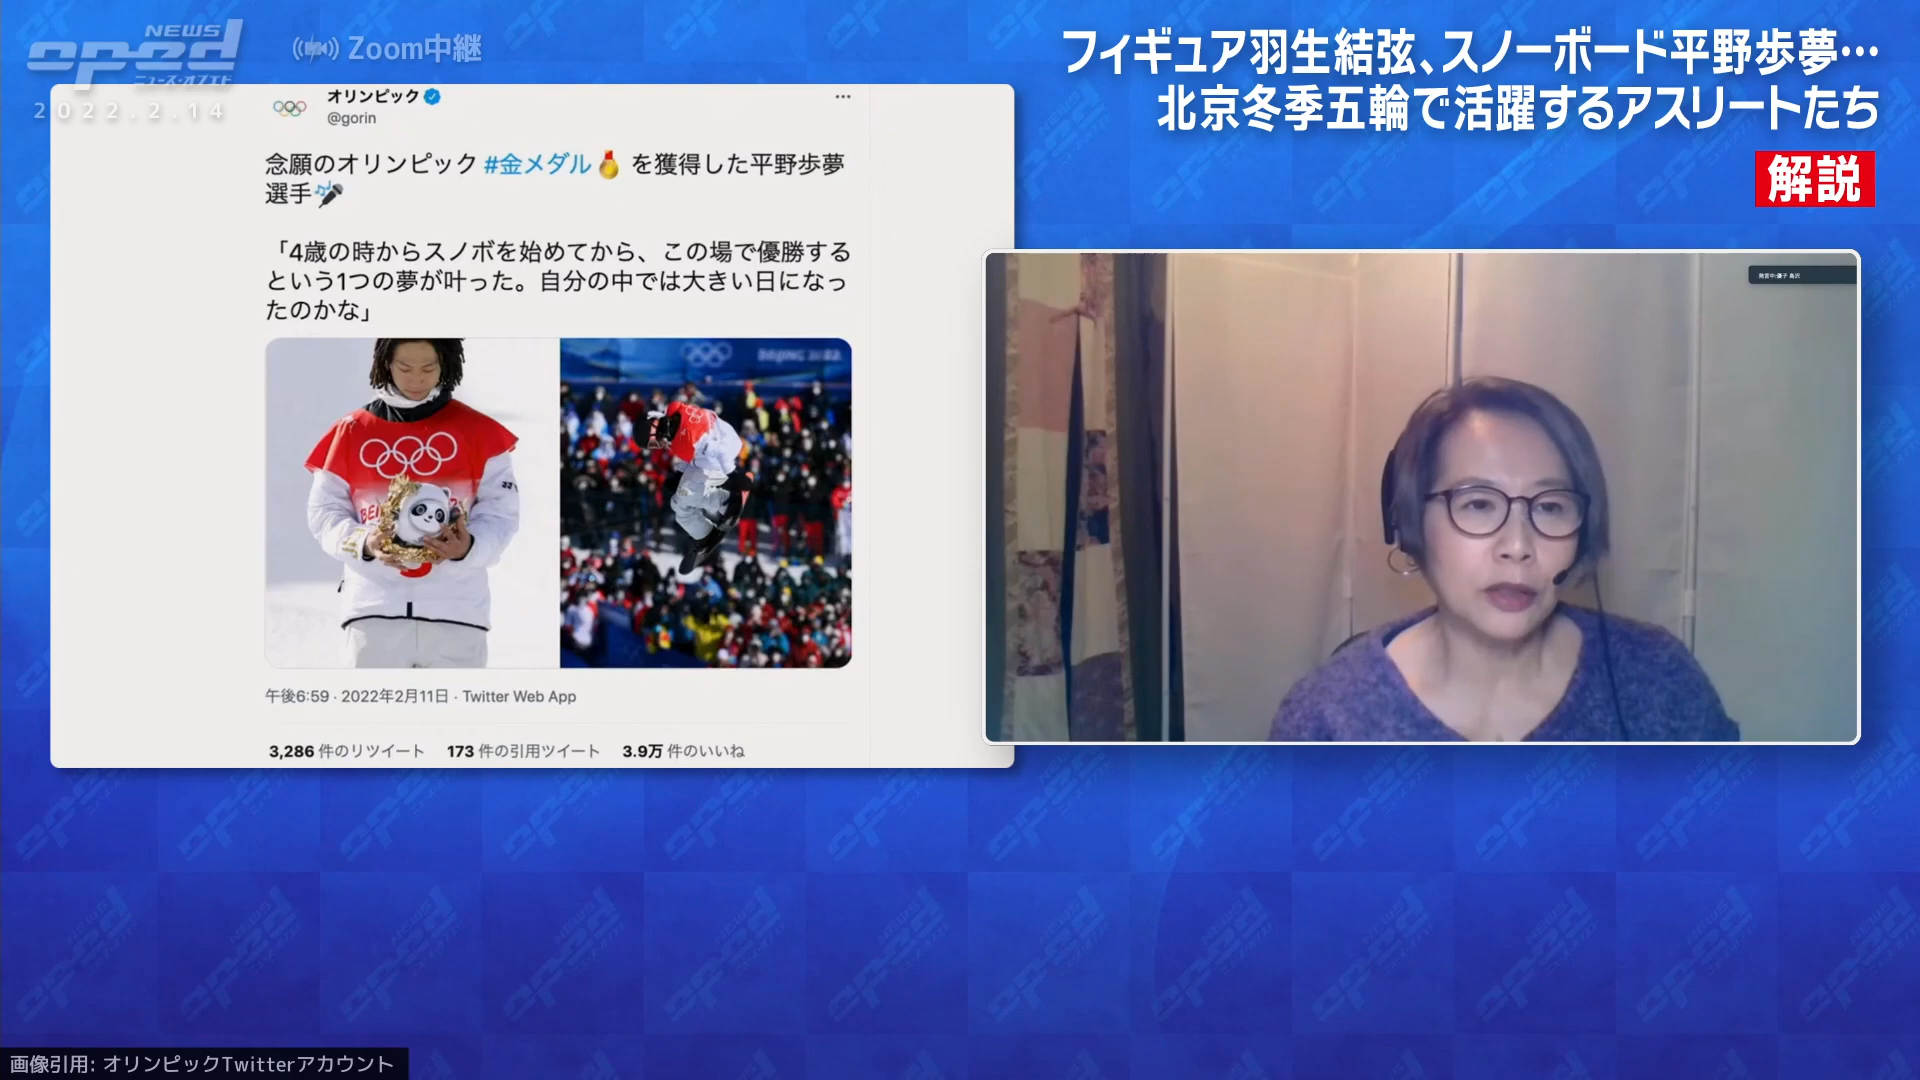 NEWS
oped
ニュース・オプエド
2022.2.14
Zoom中継
フィギュア羽生結弦、スノーボード平野歩夢…
北京冬季五輪で活躍するアスリートたち
解説
オリンピック
@gorin
念願のオリンピック #金メダル🏅 を獲得した平野歩夢
選手🎤
「4歳の時からスノボを始めてから、この場で優勝する
という1つの夢が叶った。自分の中では大きい日になっ
たのかな」
BEIJING 2022
午後6:59 · 2022年2月11日 · Twitter Web App
3,286 件のリツイート 173 件の引用ツイート 3.9万 件のいいね
発言中:優子 島沢
画像引用: オリンピックTwitterアカウント